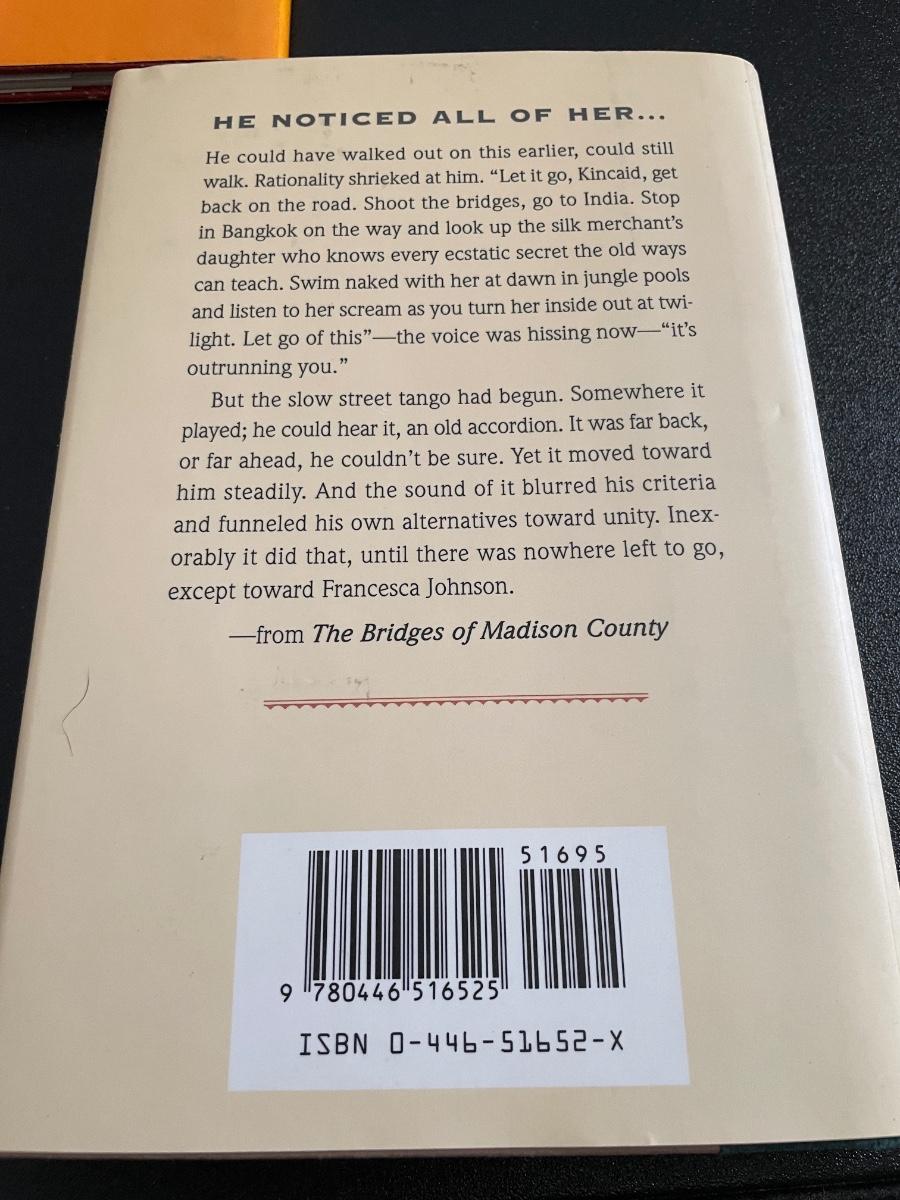 HE NOTICED ALL OF HER...
He could have walked out on this earlier, could still
walk. Rationality shrieked at him. “Let it go, Kincaid, get
back on the road. Shoot the bridges, go to India. Stop
in Bangkok on the way and look up the silk merchant’s
daughter who knows every ecstatic secret the old ways
can teach. Swim naked with her at dawn in jungle pools
and listen to her scream as you turn her inside out at twi-
light. Let go of this”—the voice was hissing now—“it’s
outrunning you.”
But the slow street tango had begun. Somewhere it
played; he could hear it, an old accordion. It was far back,
or far ahead, he couldn’t be sure. Yet it moved toward
him steadily. And the sound of it blurred his criteria
and funneled his own alternatives toward unity. Inex-
orably it did that, until there was nowhere left to go,
except toward Francesca Johnson.
—from The Bridges of Madison County
51695
9 780446 516525
ISBN 0-446-51652-X